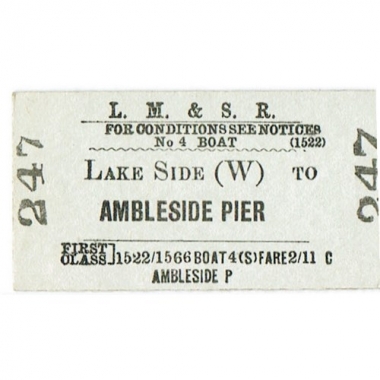 L. M. & S. R.
FOR CONDITIONS SEE NOTICES
No 4 BOAT (1522)
LAKE SIDE (W) TO
AMBLESIDE PIER
FIRST CLASS] 1522/1566 BOAT 4 (S) FARE 2/11 C
AMBLESIDE P
247
247